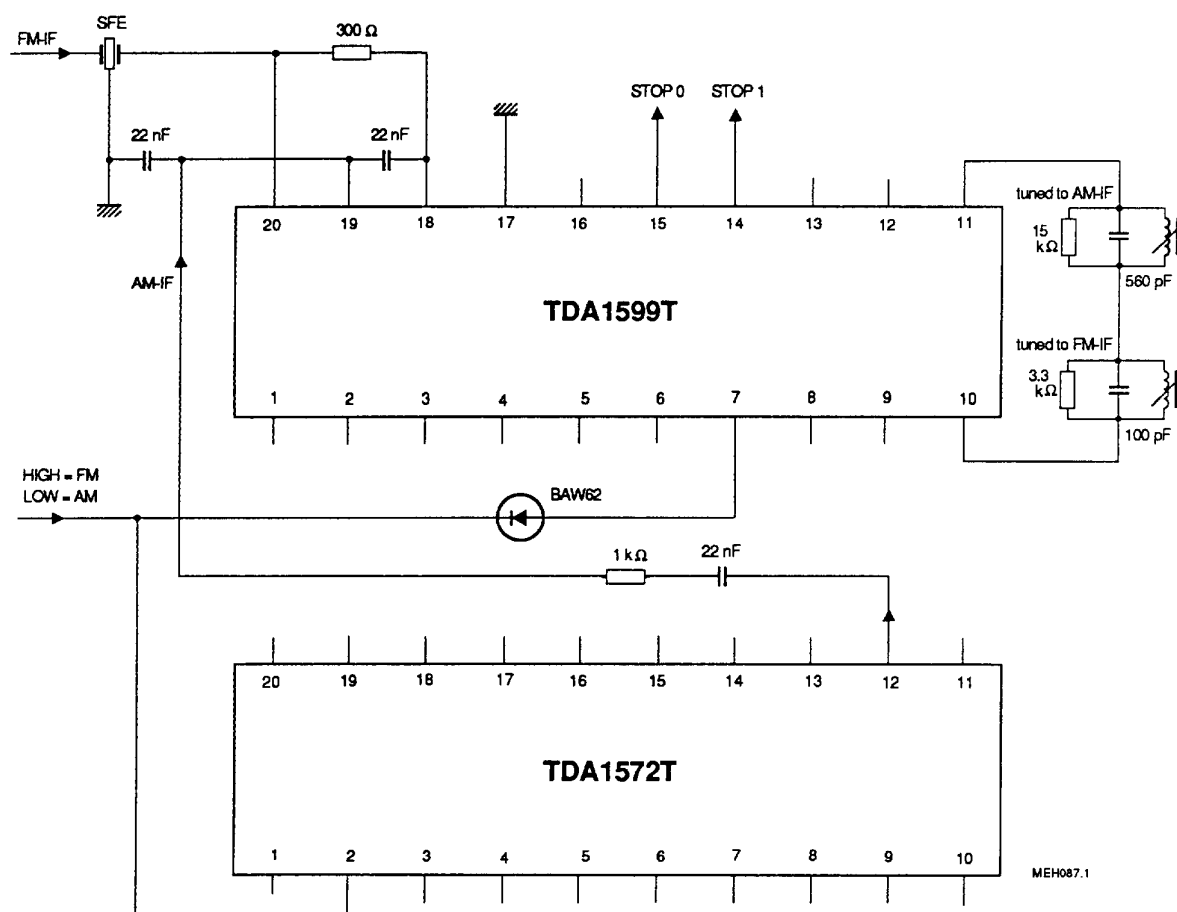 SFE
FM-IF
300 Ω
22 nF
22 nF
STOP 0 STOP 1
20 19 18 17 16 15 14 13 12 11
tuned to AM-IF
15
kΩ
560 pF
AM-IF
TDA1599T
tuned to FM-IF
3.3
kΩ
100 pF
1 2 3 4 5 6 7 8 9 10
HIGH = FM
LOW = AM
BAW62
1 kΩ
22 nF
20 19 18 17 16 15 14 13 12 11
TDA1572T
1 2 3 4 5 6 7 8 9 10
MEH087.1